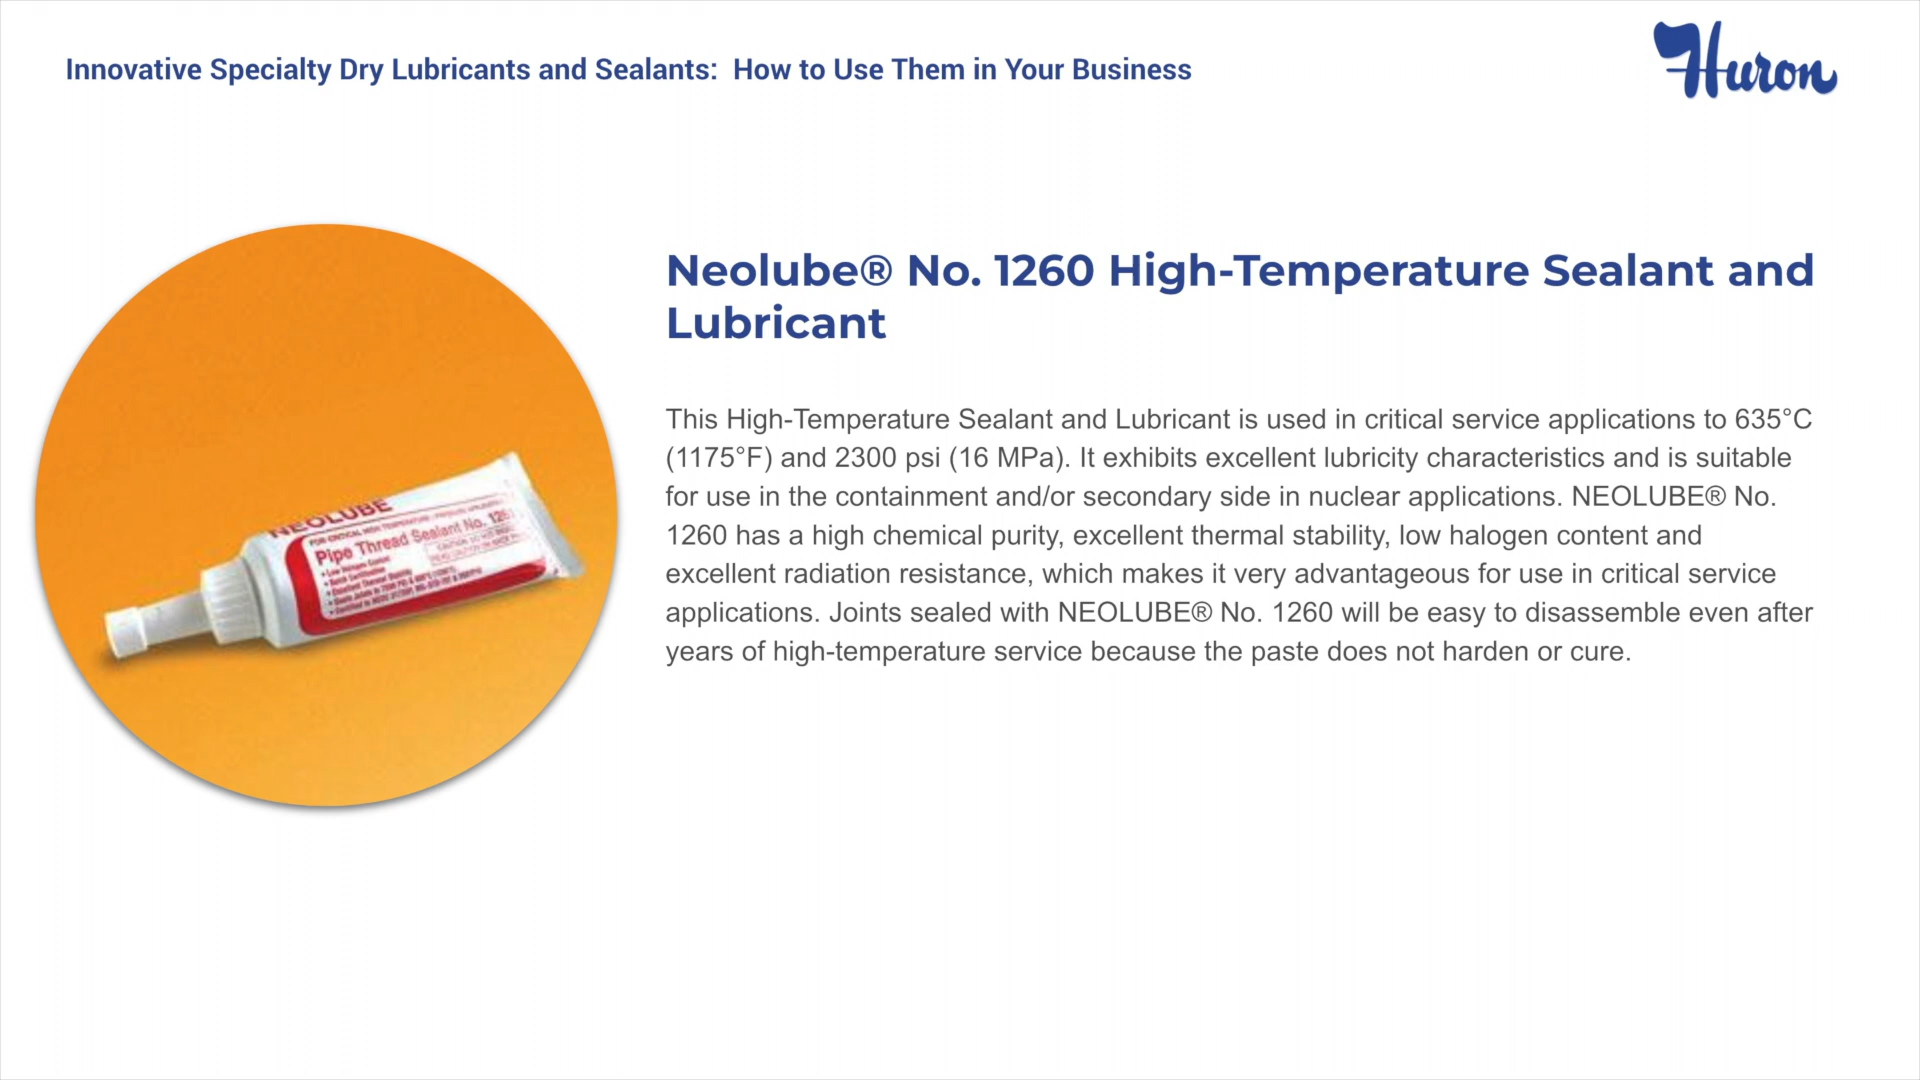 Innovative Specialty Dry Lubricants and Sealants: How to Use Them in Your Business
Huron
Neolube® No. 1260 High-Temperature Sealant and
Lubricant
This High-Temperature Sealant and Lubricant is used in critical service applications to 635°C
(1175°F) and 2300 psi (16 MPa). It exhibits excellent lubricity characteristics and is suitable
for use in the containment and/or secondary side in nuclear applications. NEOLUBE® No.
1260 has a high chemical purity, excellent thermal stability, low halogen content and
excellent radiation resistance, which makes it very advantageous for use in critical service
applications. Joints sealed with NEOLUBE® No. 1260 will be easy to disassemble even after
years of high-temperature service because the paste does not harden or cure.
NEOLUBE
Pipe Thread Sealant No.